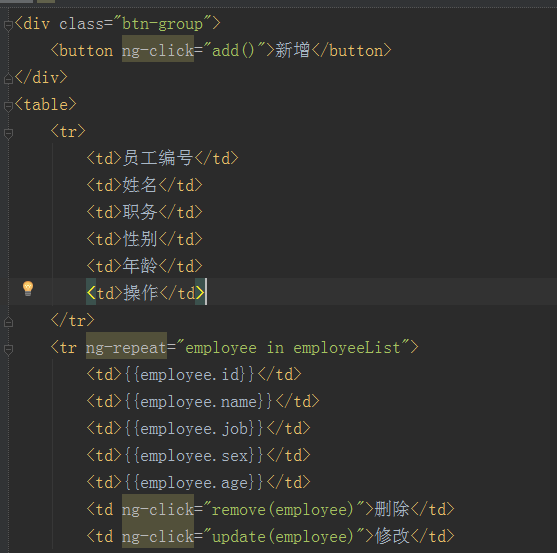 <div class="btn-group">
<button ng-click="add()">新增</button>
</div>
<table>
<tr>
<td>员工编号</td>
<td>姓名</td>
<td>职务</td>
<td>性别</td>
<td>年龄</td>
<td>操作</td>
</tr>
<tr ng-repeat="employee in employeeList">
<td>{{employee.id}}</td>
<td>{{employee.name}}</td>
<td>{{employee.job}}</td>
<td>{{employee.sex}}</td>
<td>{{employee.age}}</td>
<td ng-click="remove(employee)">删除</td>
<td ng-click="update(employee)">修改</td>